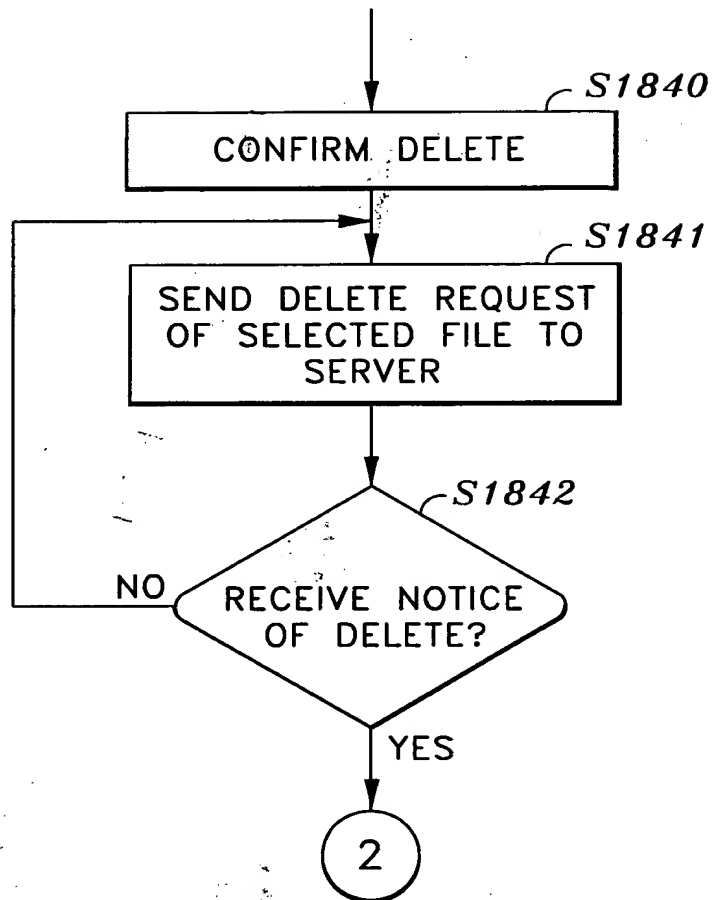 S1840
CONFIRM DELETE
S1841
SEND DELETE REQUEST
OF SELECTED FILE TO
SERVER
S1842
NO
RECEIVE NOTICE
OF DELETE?
YES
2